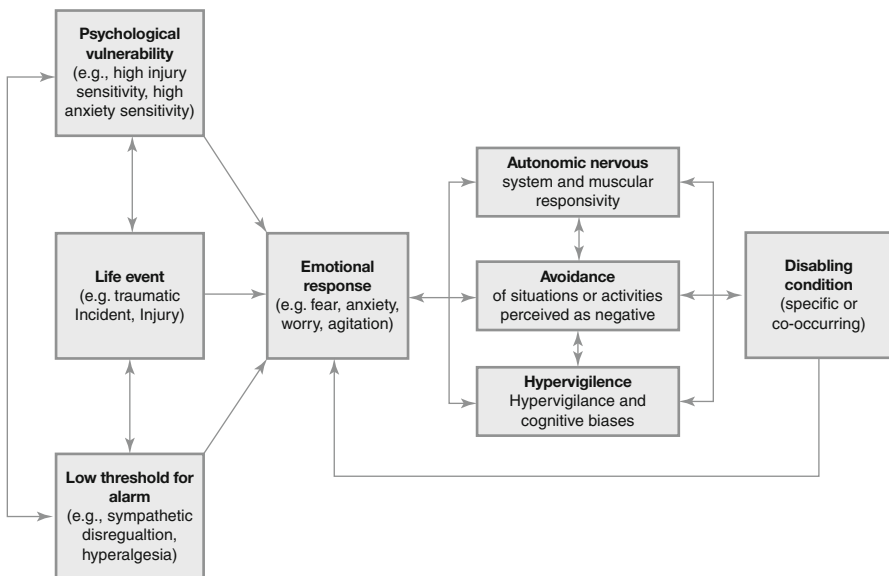 Psychological
vulnerability
(e.g., high injury
sensitivity, high
anxiety sensitivity)
Life event
(e.g. traumatic
Incident, Injury)
Low threshold for
alarm
(e.g., sympathetic
disregualtion,
hyperalgesia)
Emotional
response
(e.g. fear, anxiety,
worry, agitation)
Autonomic nervous
system and muscular
responsivity
Avoidance
of situations or activities
perceived as negative
Hypervigilence
Hypervigilance and
cognitive biases
Disabling
condition
(specific or
co-occurring)